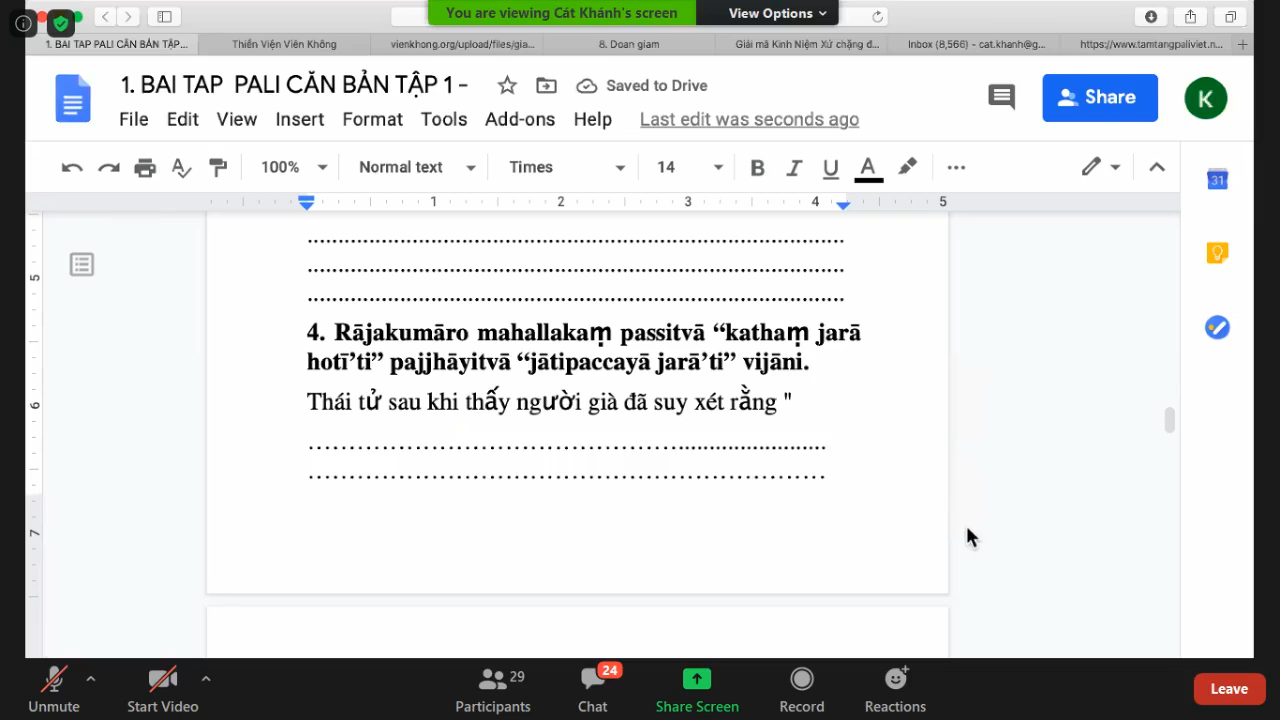 You are viewing Cát Khánh's screen
View Options
1. BAI TAP PALI CĂN BẢN TẬP...
Thiền Viện Viên Không
vienkhong.org/upload/files/gia...
8. Doan giam
Giải mã Kinh Niệm Xứ chặng đ...
Inbox (8,566) - cat.khanh@g...
https://www.tamtangpaliviet.n...
1. BAI TAP PALI CĂN BẢN TẬP 1 -
Saved to Drive
Share
K
File Edit View Insert Format Tools Add-ons Help Last edit was seconds ago
100% Normal text Times 14 B I U A
1 2 3 4 5
31
5
6
7
..........................................................................................
..........................................................................................
..........................................................................................
4. Rājakumāro mahallakaṃ passitvā “kathaṃ jarā
hotī’ti” pajjhāyitvā “jātipaccayā jarā’ti” vijāni.
Thái tử sau khi thấy người già đã suy xét rằng "
……………………………………….......................
………………………………………………………
Unmute
Start Video
29
Participants
24
Chat
Share Screen
Record
Reactions
Leave